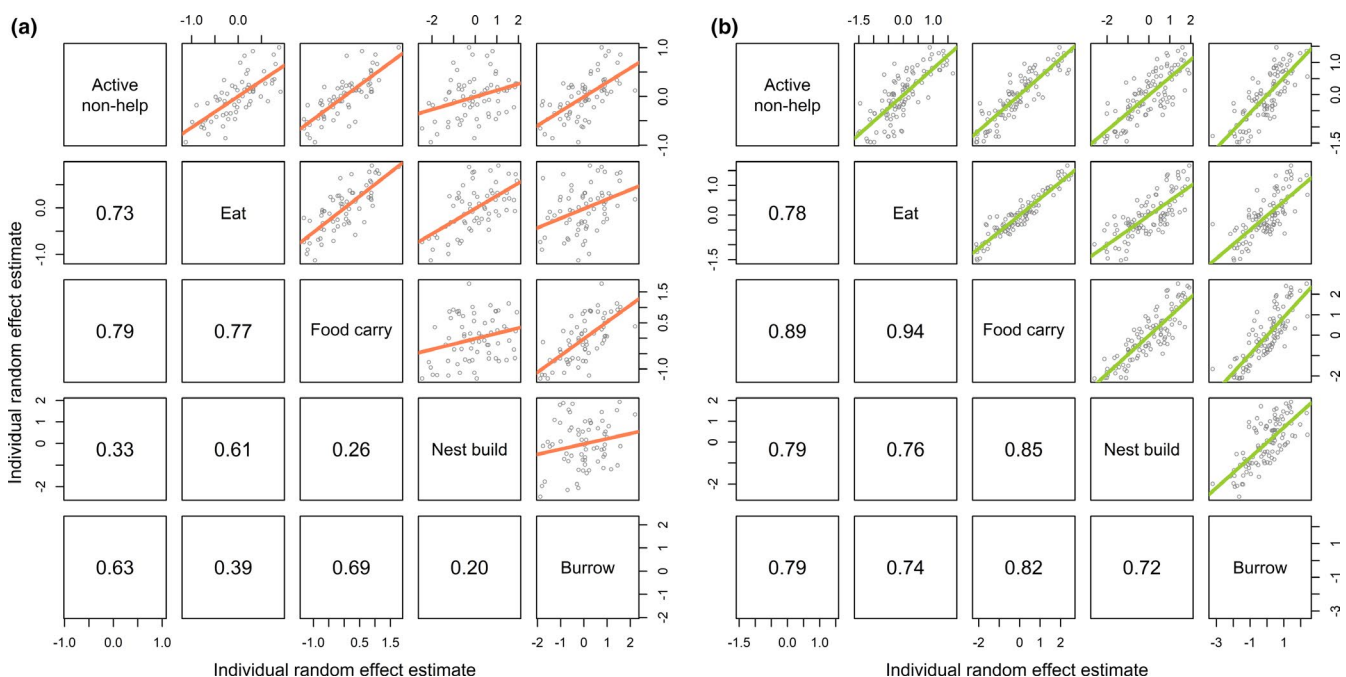 (a)
(b)
-1.0 0.0
-2 0 1 2
-1.5 0.0 1.0
-2 0 1 2
Active
non-help
1.0
0.0
-1.0
Active
non-help
1.0
0.0
-1.5
0.0
-1.0
0.73
Eat
1.0
0.0
-1.5
0.78
Eat
0.79
0.77
Food carry
1.5
0.5
-1.0
0.89
0.94
Food carry
2
0
-2
2
1
0
-2
0.33
0.61
0.26
Nest build
2
1
0
-2
0.79
0.76
0.85
Nest build
0.63
0.39
0.69
0.20
Burrow
2
1
0
-1
-2
0.79
0.74
0.82
0.72
Burrow
1
-1
-3
-1.0 0.0 1.0
-1.0 0.5 1.5
-2 -1 0 1 2
-1.5 0.0 1.0
-2 0 1 2
-3 -1 1
Individual random effect estimate
Individual random effect estimate
Individual random effect estimate